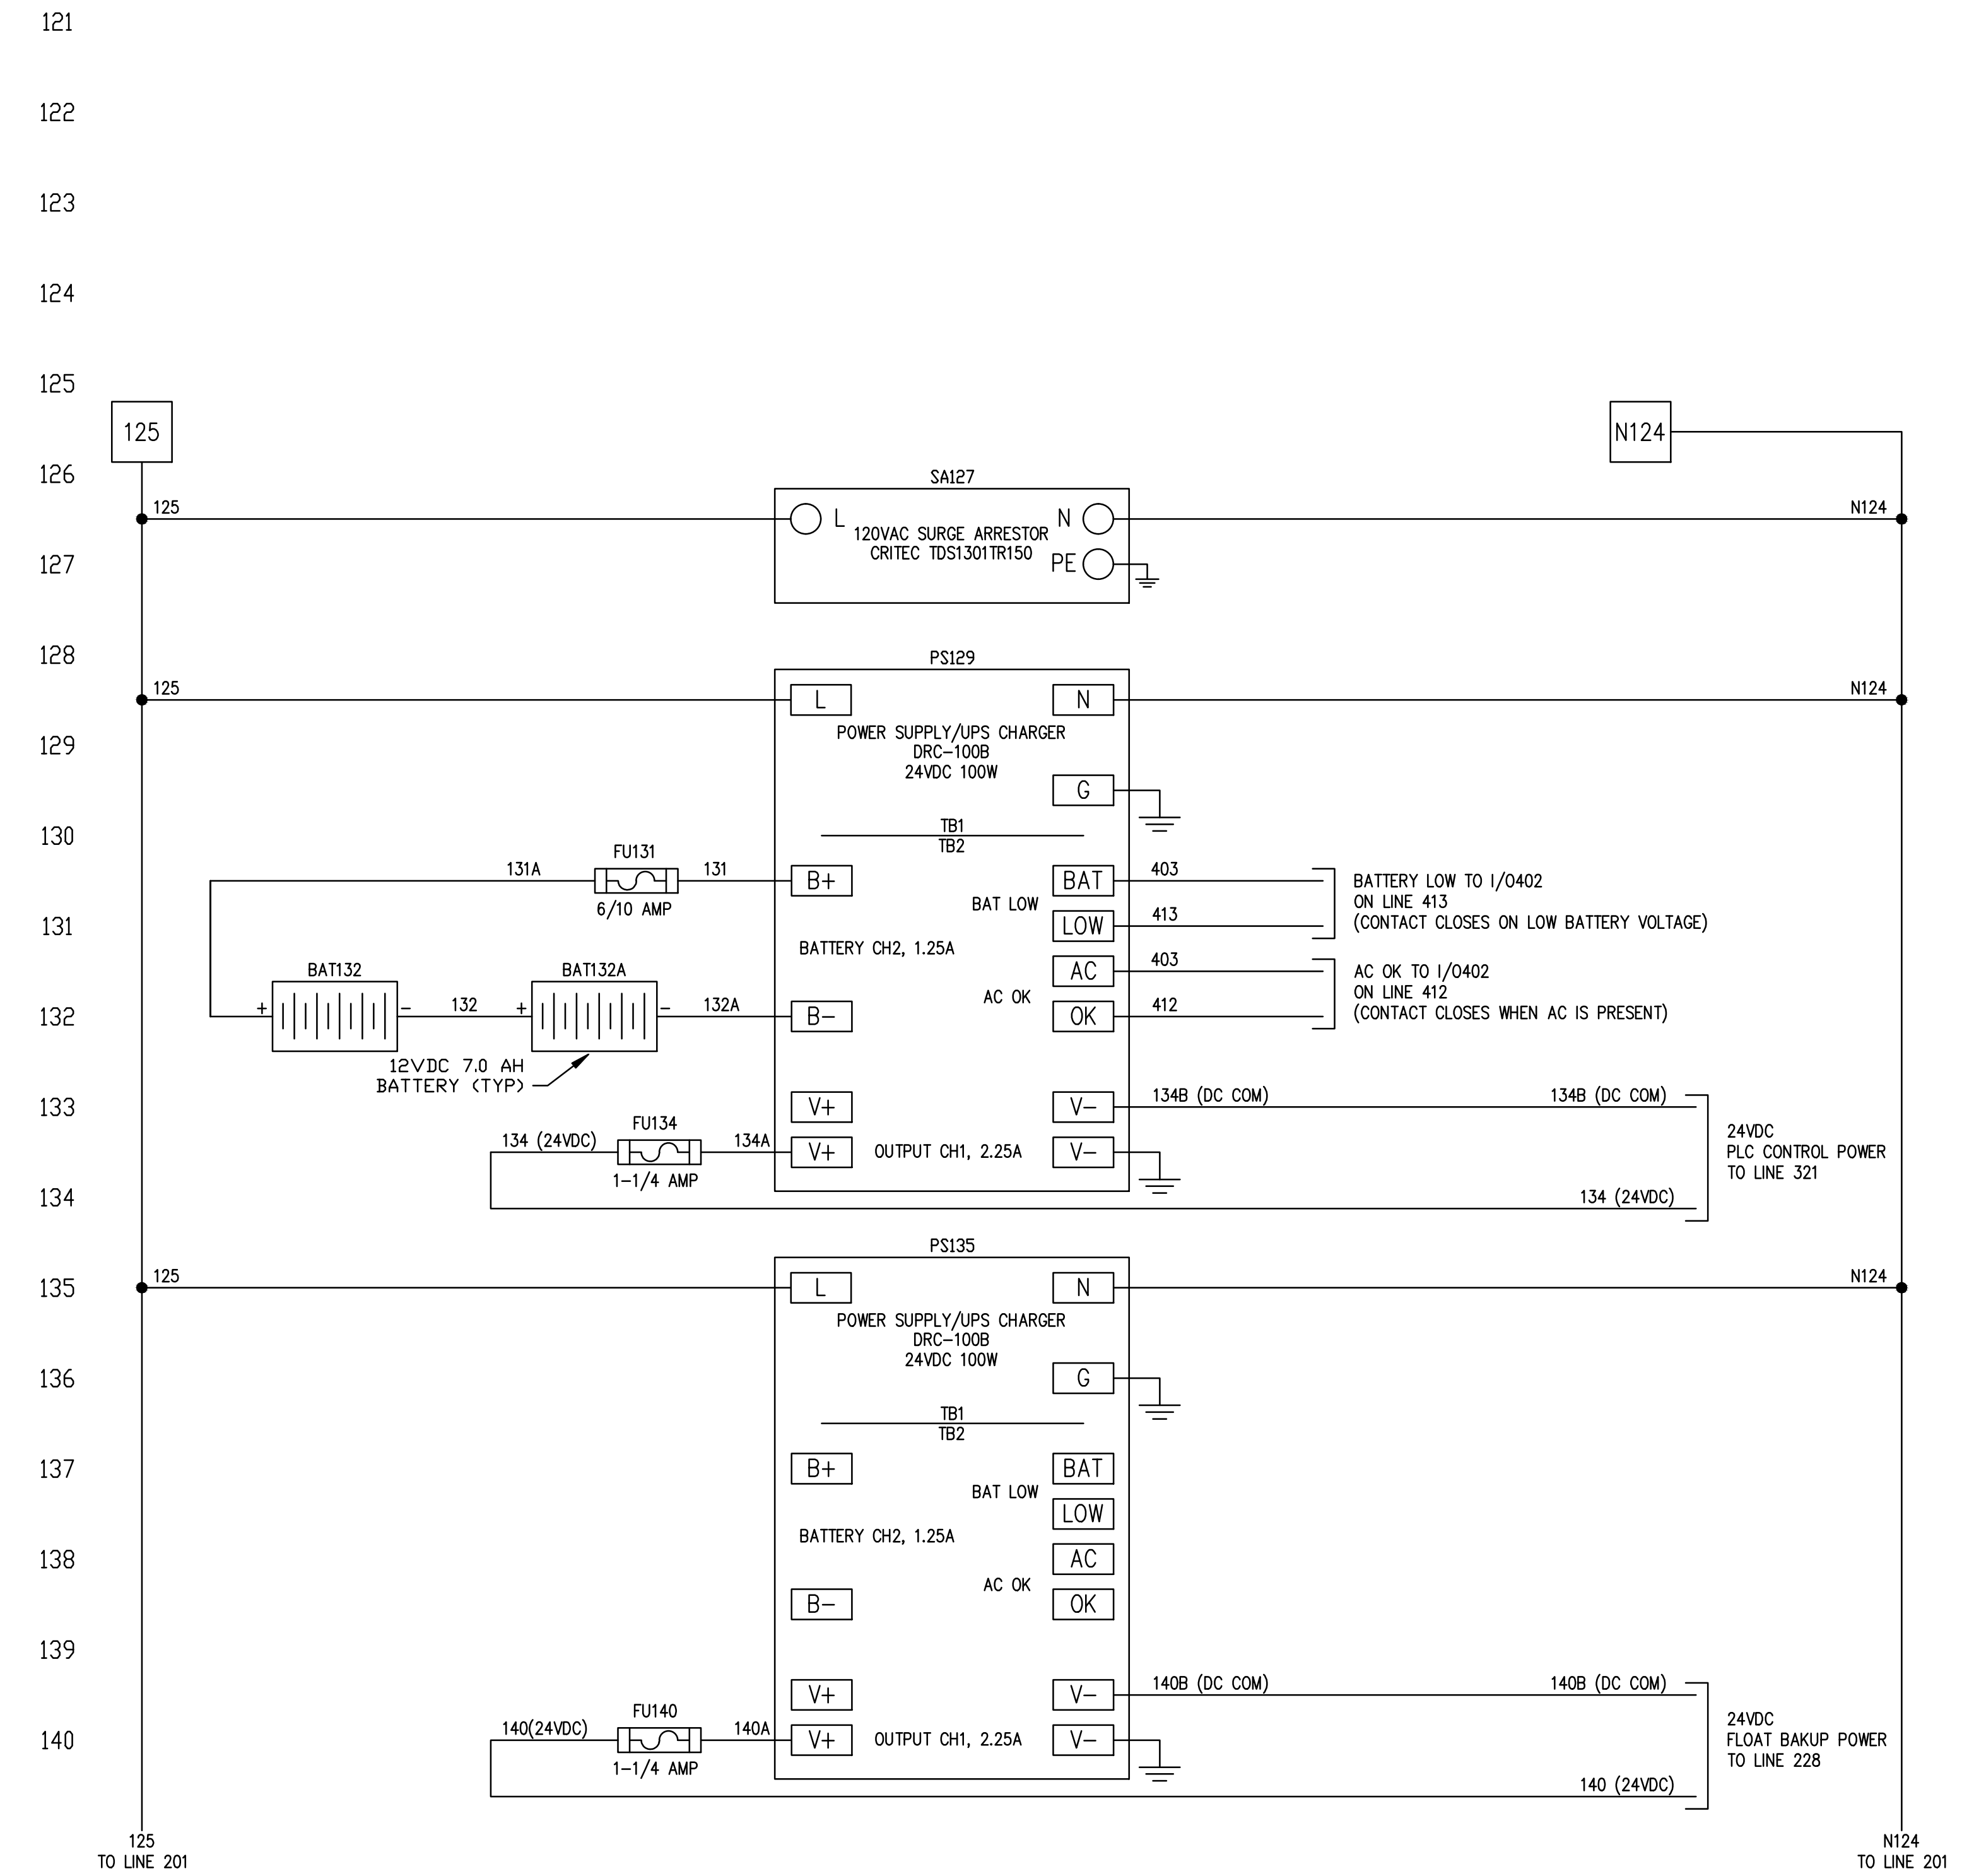 121
122
123
124
125
125
N124
126
SA127
125
L
N
N124
120VAC SURGE ARRESTOR
CRITEC TDS1301TR150
127
PE
128
PS129
125
L
N
N124
129
POWER SUPPLY/UPS CHARGER
DRC-100B
24VDC 100W
G
130
TB1
TB2
FU131
131A
131
6/10 AMP
B+
BAT
403
BAT LOW
131
LOW
413
BATTERY LOW TO I/O402
ON LINE 413
(CONTACT CLOSES ON LOW BATTERY VOLTAGE)
BATTERY CH2, 1.25A
AC
403
AC OK
132
OK
412
AC OK TO I/O402
ON LINE 412
(CONTACT CLOSES WHEN AC IS PRESENT)
BAT132
BAT132A
+
-
132
+
-
132A
B-
12VDC 7.0 AH
BATTERY (TYP)
133
V+
V-
134B (DC COM)
134B (DC COM)
FU134
134 (24VDC)
134A
1-1/4 AMP
V+
OUTPUT CH1, 2.25A
V-
24VDC
PLC CONTROL POWER
TO LINE 321
134
134 (24VDC)
PS135
135
125
L
N
N124
POWER SUPPLY/UPS CHARGER
DRC-100B
24VDC 100W
136
G
TB1
TB2
137
B+
BAT
BAT LOW
LOW
BATTERY CH2, 1.25A
138
AC
AC OK
B-
OK
139
V+
V-
140B (DC COM)
140B (DC COM)
FU140
140(24VDC)
140A
1-1/4 AMP
140
V+
OUTPUT CH1, 2.25A
V-
24VDC
FLOAT BAKUP POWER
TO LINE 228
140 (24VDC)
125
TO LINE 201
N124
TO LINE 201